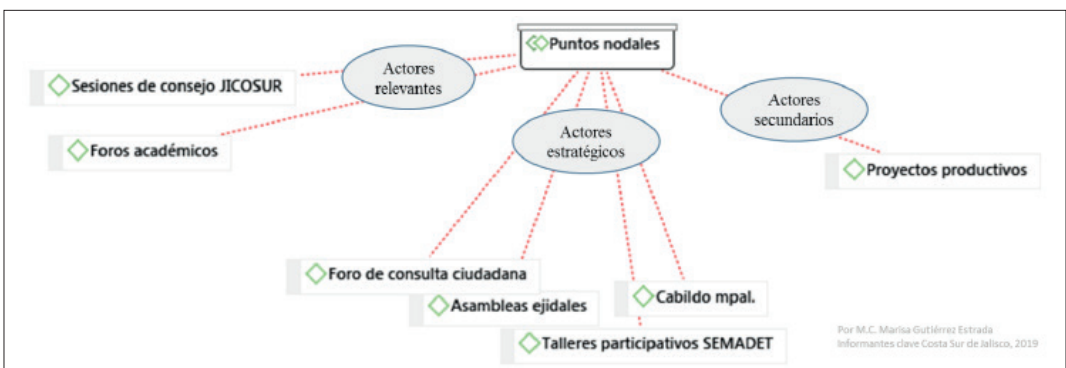 Puntos nodales
Actores
relevantes
Sesiones de consejo JICOSUR
Foros académicos
Actores
estratégicos
Actores
secundarios
Proyectos productivos
Foro de consulta ciudadana
Asambleas ejidales
Cabildo mpal.
Talleres participativos SEMADET
Por M.C. Marisa Gutiérrez Estrada
Informantes clave Costa Sur de Jalisco, 2019